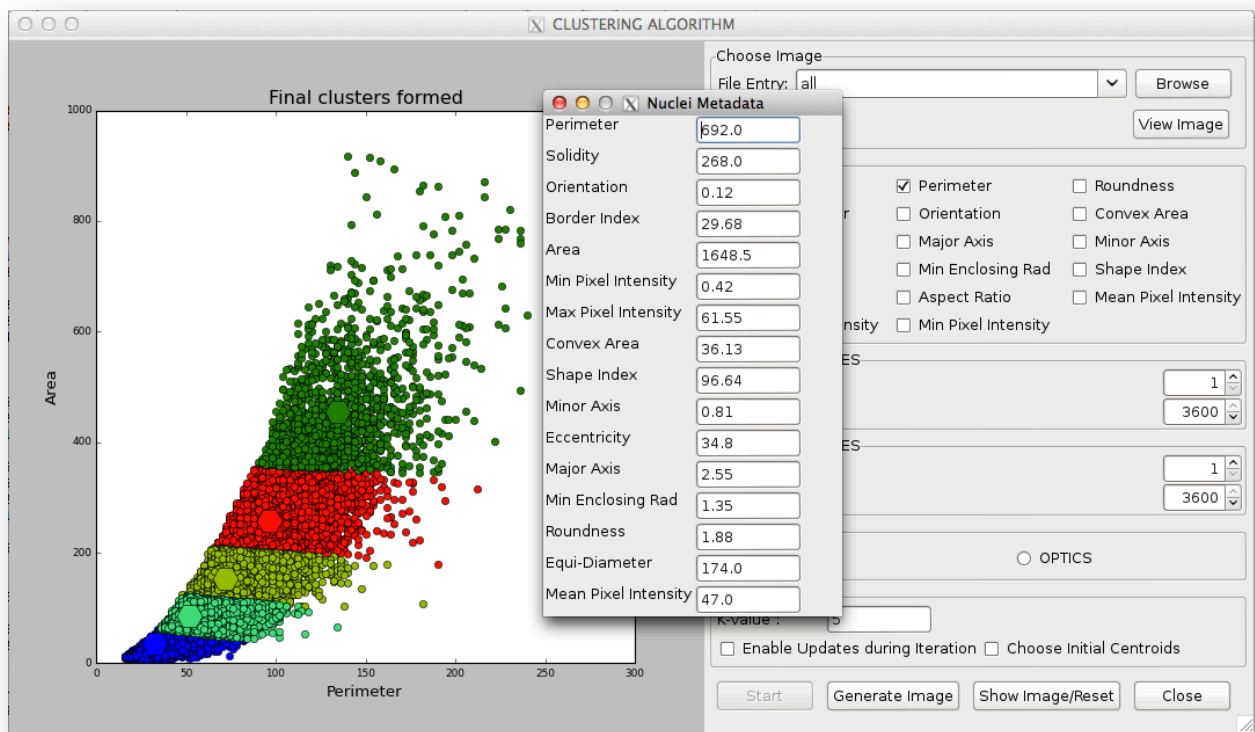 CLUSTERING ALGORITHM
Final clusters formed
1000
800
600
400
200
0
Area
0 50 100 150 200 250 300
Perimeter
Nuclei Metadata
Perimeter 692.0
Solidity 268.0
Orientation 0.12
Border Index 29.68
Area 1648.5
Min Pixel Intensity 0.42
Max Pixel Intensity 61.55
Convex Area 36.13
Shape Index 96.64
Minor Axis 0.81
Eccentricity 34.8
Major Axis 2.55
Min Enclosing Rad 1.35
Roundness 1.88
Equi-Diameter 174.0
Mean Pixel Intensity 47.0
Choose Image
File Entry: all Browse
View Image
Perimeter Roundness
Orientation Convex Area
Major Axis Minor Axis
Min Enclosing Rad Shape Index
Aspect Ratio Mean Pixel Intensity
Min Pixel Intensity
1
3600
1
3600
OPTICS
K-value : 5
Enable Updates during Iteration Choose Initial Centroids
Start Generate Image Show Image/Reset Close